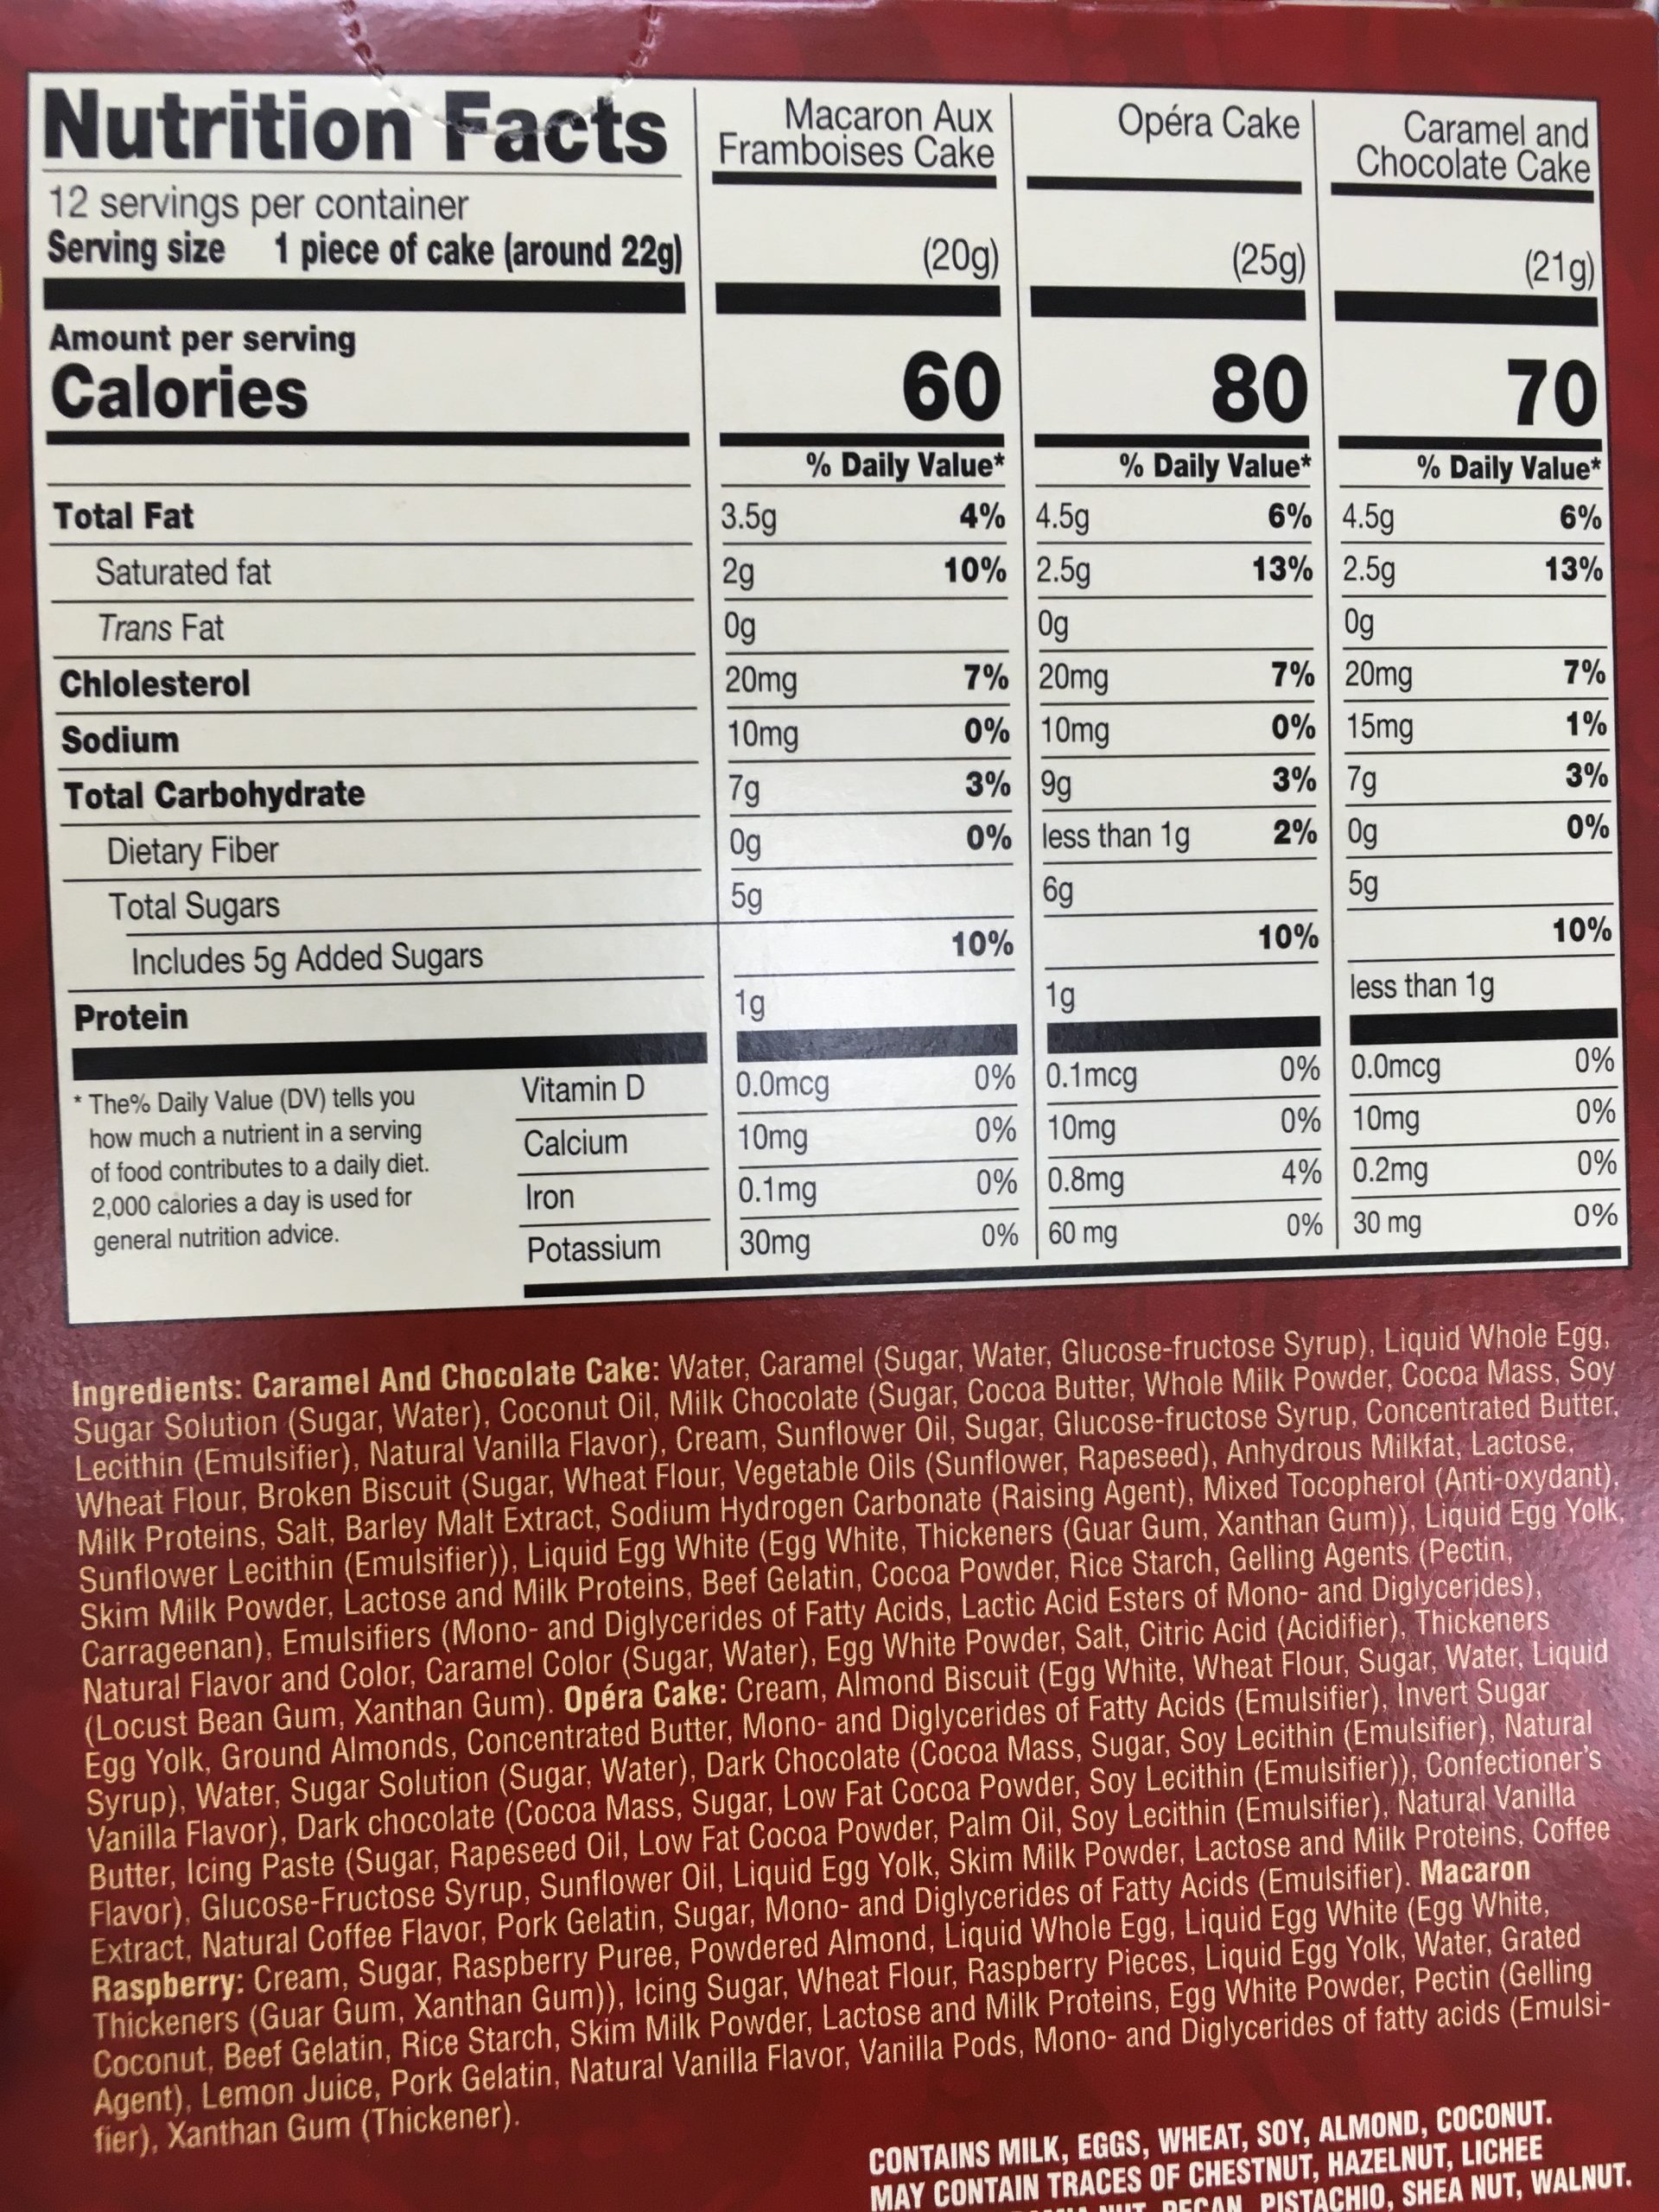 Nutrition Facts
12 servings per container
Serving size 1 piece of cake (around 22g)
Macaron Aux
Framboises Cake
(20g)
Opéra Cake
(25g)
Caramel and
Chocolate Cake
(21g)
Amount per serving
Calories 60 80 70
% Daily Value* % Daily Value* % Daily Value*
Total Fat 3.5g 4% 4.5g 6% 4.5g 6%
Saturated fat 2g 10% 2.5g 13% 2.5g 13%
Trans Fat 0g 0g 0g
Chlolesterol 20mg 7% 20mg 7% 20mg 7%
Sodium 10mg 0% 10mg 0% 15mg 1%
Total Carbohydrate 7g 3% 9g 3% 7g 3%
Dietary Fiber 0g 0% less than 1g 2% 0g 0%
Total Sugars 5g 6g 5g
Includes 5g Added Sugars 10% 10% 10%
Protein 1g 1g less than 1g
* The% Daily Value (DV) tells you
how much a nutrient in a serving
of food contributes to a daily diet.
2,000 calories a day is used for
general nutrition advice.
Vitamin D 0.0mcg 0% 0.1mcg 0% 0.0mcg 0%
Calcium 10mg 0% 10mg 0% 10mg 0%
Iron 0.1mg 0% 0.8mg 4% 0.2mg 0%
Potassium 30mg 0% 60 mg 0% 30 mg 0%
Ingredients: Caramel And Chocolate Cake: Water, Caramel (Sugar, Water, Glucose-fructose Syrup), Liquid Whole Egg,
Sugar Solution (Sugar, Water), Coconut Oil, Milk Chocolate (Sugar, Cocoa Butter, Whole Milk Powder, Cocoa Mass, Soy
Lecithin (Emulsifier), Natural Vanilla Flavor), Cream, Sunflower Oil, Sugar, Glucose-fructose Syrup, Concentrated Butter,
Wheat Flour, Broken Biscuit (Sugar, Wheat Flour, Vegetable Oils (Sunflower, Rapeseed), Anhydrous Milkfat, Lactose,
Milk Proteins, Salt, Barley Malt Extract, Sodium Hydrogen Carbonate (Raising Agent), Mixed Tocopherol (Anti-oxydant),
Sunflower Lecithin (Emulsifier)), Liquid Egg White (Egg White, Thickeners (Guar Gum, Xanthan Gum)), Liquid Egg Yolk,
Skim Milk Powder, Lactose and Milk Proteins, Beef Gelatin, Cocoa Powder, Rice Starch, Gelling Agents (Pectin,
Carrageenan), Emulsifiers (Mono- and Diglycerides of Fatty Acids, Lactic Acid Esters of Mono- and Diglycerides),
Natural Flavor and Color, Caramel Color (Sugar, Water), Egg White Powder, Salt, Citric Acid (Acidifier), Thickeners
(Locust Bean Gum, Xanthan Gum). Opéra Cake: Cream, Almond Biscuit (Egg White, Wheat Flour, Sugar, Water, Liquid
Egg Yolk, Ground Almonds, Concentrated Butter, Mono- and Diglycerides of Fatty Acids (Emulsifier), Invert Sugar
Syrup), Water, Sugar Solution (Sugar, Water), Dark Chocolate (Cocoa Mass, Sugar, Soy Lecithin (Emulsifier), Natural
Vanilla Flavor), Dark chocolate (Cocoa Mass, Sugar, Low Fat Cocoa Powder, Soy Lecithin (Emulsifier)), Confectioner's
Butter, Icing Paste (Sugar, Rapeseed Oil, Low Fat Cocoa Powder, Palm Oil, Soy Lecithin (Emulsifier), Natural Vanilla
Flavor), Glucose-Fructose Syrup, Sunflower Oil, Liquid Egg Yolk, Skim Milk Powder, Lactose and Milk Proteins, Coffee
Extract, Natural Coffee Flavor, Pork Gelatin, Sugar, Mono- and Diglycerides of Fatty Acids (Emulsifier). Macaron
Raspberry: Cream, Sugar, Raspberry Puree, Powdered Almond, Liquid Whole Egg, Liquid Egg White (Egg White,
Thickeners (Guar Gum, Xanthan Gum)), Icing Sugar, Wheat Flour, Raspberry Pieces, Liquid Egg Yolk, Water, Grated
Coconut, Beef Gelatin, Rice Starch, Skim Milk Powder, Lactose and Milk Proteins, Egg White Powder, Pectin (Gelling
Agent), Lemon Juice, Pork Gelatin, Natural Vanilla Flavor, Vanilla Pods, Mono- and Diglycerides of fatty acids (Emulsi-
fier), Xanthan Gum (Thickener).
CONTAINS MILK, EGGS, WHEAT, SOY, ALMOND, COCONUT.
MAY CONTAIN TRACES OF CHESTNUT, HAZELNUT, LICHEE
NUT, PECAN, PISTACHIO, SHEA NUT, WALNUT.